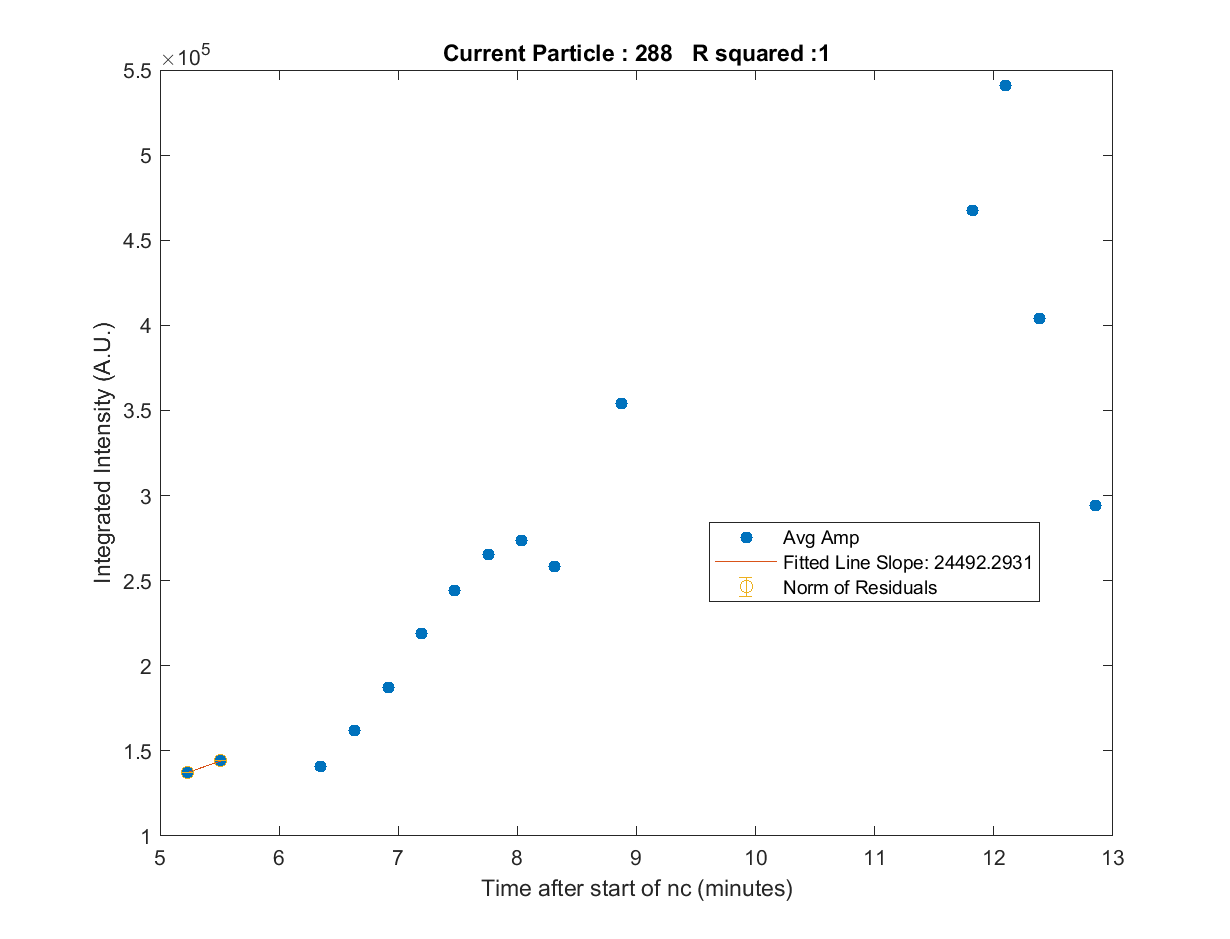 Current Particle : 288 R squared :1
×10^5
5.5
5
4.5
4
3.5
3
2.5
2
1.5
1
Integrated Intensity (A.U.)
Avg Amp
Fitted Line Slope: 24492.2931
Norm of Residuals
5 6 7 8 9 10 11 12 13
Time after start of nc (minutes)